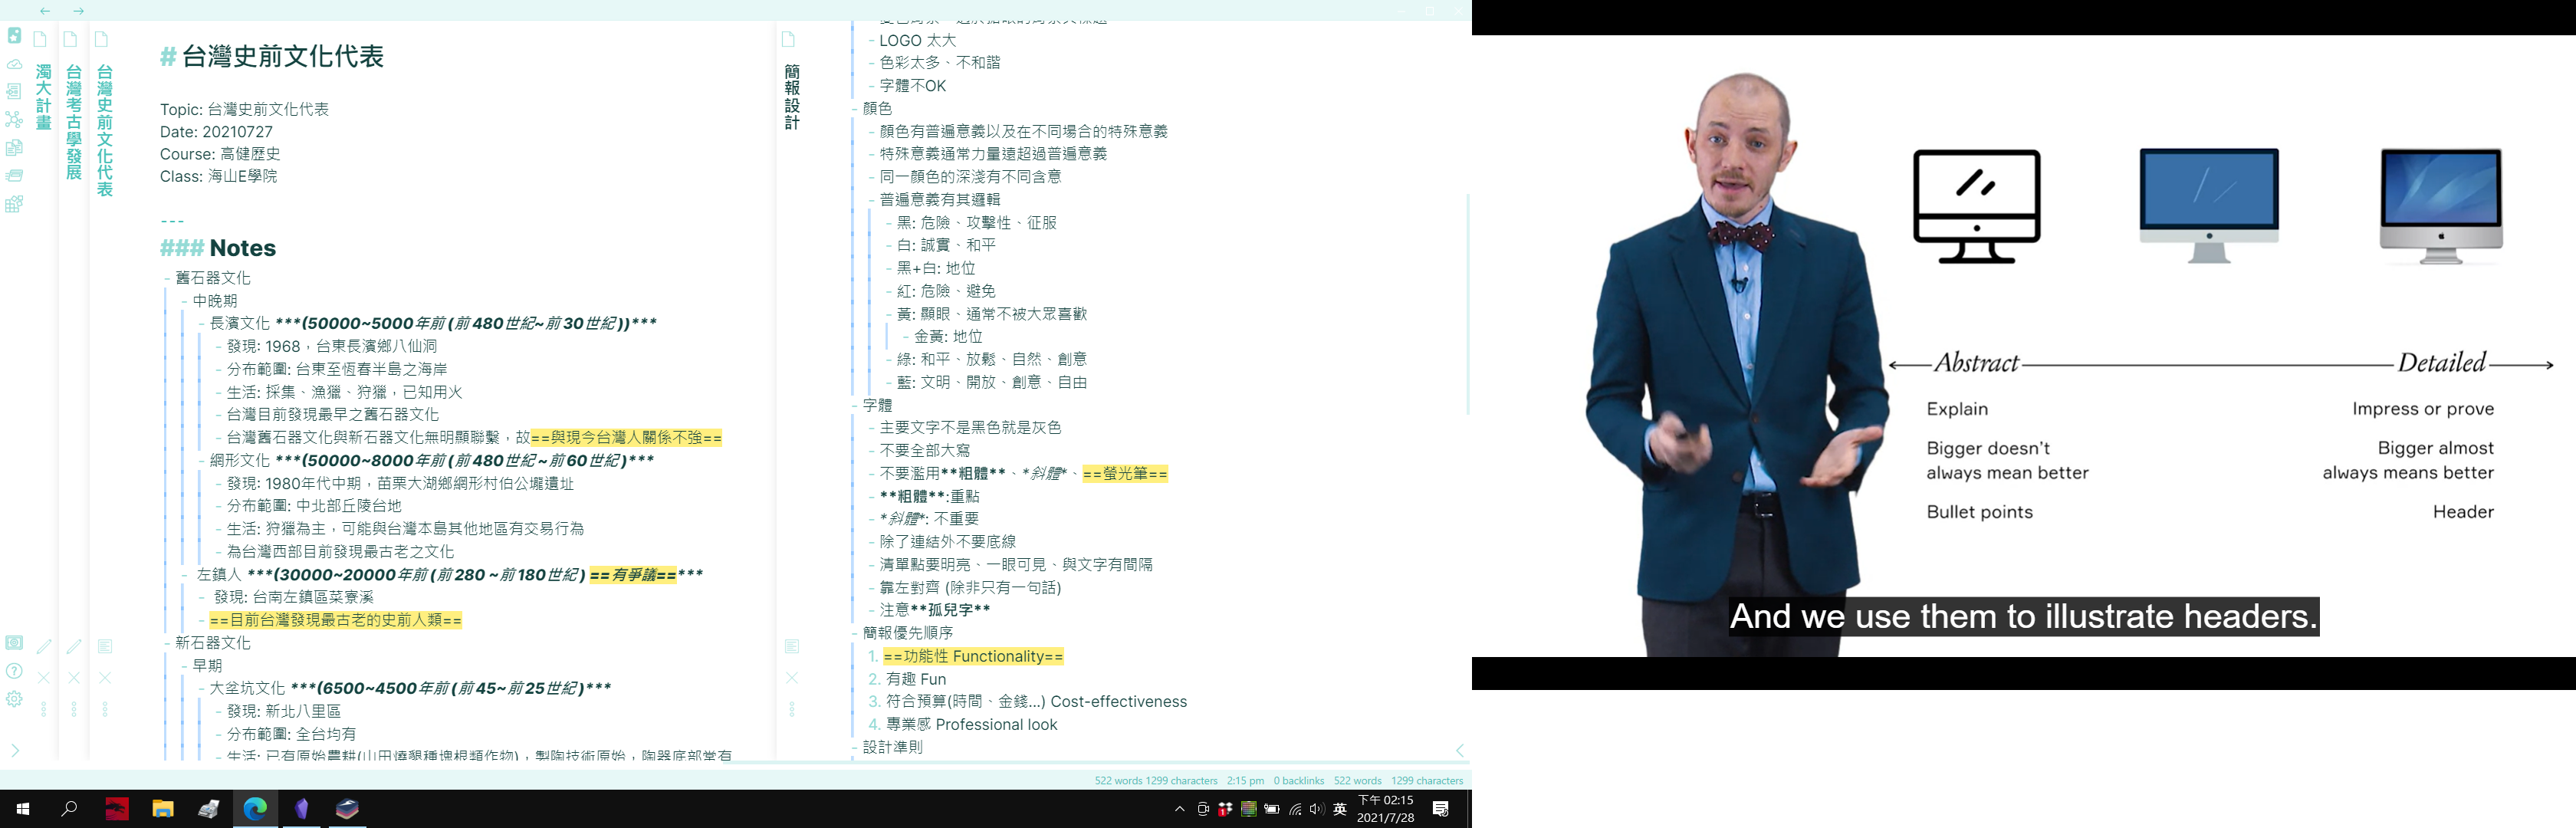 濁大計畫
台灣考古學發展
台灣史前文化代表
# 台灣史前文化代表
Topic: 台灣史前文化代表
Date: 20210727
Course: 高健歷史
Class: 海山E學院
---
### Notes
- 舊石器文化
- 中晚期
- 長濱文化 ***(50000~5000年前 (前 480世紀~前 30世紀))***
- 發現: 1968，台東長濱鄉八仙洞
- 分布範圍: 台東至恆春半島之海岸
- 生活: 採集、漁獵、狩獵，已知用火
- 台灣目前發現最早之舊石器文化
- 台灣舊石器文化與新石器文化無明顯聯繫，故==與現今台灣人關係不強==
- 網形文化 ***(50000~8000年前 (前 480世紀 ~前 60世紀)***
- 發現: 1980年代中期，苗栗大湖鄉網形村伯公壠遺址
- 分布範圍: 中北部丘陵台地
- 生活: 狩獵為主，可能與台灣本島其他地區有交易行為
- 為台灣西部目前發現最古老之文化
- 左鎮人 ***(30000~20000年前 (前 280 ~前 180世紀) ==有爭議==***
- 發現: 台南左鎮區菜寮溪
- ==目前台灣發現最古老的史前人類==
- 新石器文化
- 早期
- 大坌坑文化 ***(6500~4500年前 (前 45~前 25世紀)***
- 發現: 新北八里區
- 分布範圍: 全台均有
- 生活: 已有原始農耕(山田燒墾種塊根類作物)，製陶技術原始，陶器底部常有
簡報設計
- LOGO 太大
- 色彩太多、不和諧
- 字體不OK
- 顏色
- 顏色有普遍意義以及在不同場合的特殊意義
- 特殊意義通常力量遠超過普遍意義
- 同一顏色的深淺有不同含意
- 普遍意義有其邏輯
- 黑: 危險、攻擊性、征服
- 白: 誠實、和平
- 黑+白: 地位
- 紅: 危險、避免
- 黃: 顯眼、通常不被大眾喜歡
- 金黃: 地位
- 綠: 和平、放鬆、自然、創意
- 藍: 文明、開放、創意、自由
- 字體
- 主要文字不是黑色就是灰色
- 不要全部大寫
- 不要濫用**粗體**、*斜體*、==螢光筆==
- **粗體**:重點
- *斜體*: 不重要
- 除了連結外不要底線
- 清單點要明亮、一眼可見、與文字有間隔
- 靠左對齊 (除非只有一句話)
- 注意**孤兒字**
- 簡報優先順序
1. ==功能性 Functionality==
2. 有趣 Fun
3. 符合預算(時間、金錢...) Cost-effectiveness
4. 專業感 Professional look
- 設計準則
522 words 1299 characters 2:15 pm 0 backlinks 522 words 1299 characters
英
下午 02:15
2021/7/28
Abstract
Detailed
Explain
Impress or prove
Bigger doesn't
always mean better
Bigger almost
always means better
Bullet points
Header
And we use them to illustrate headers.